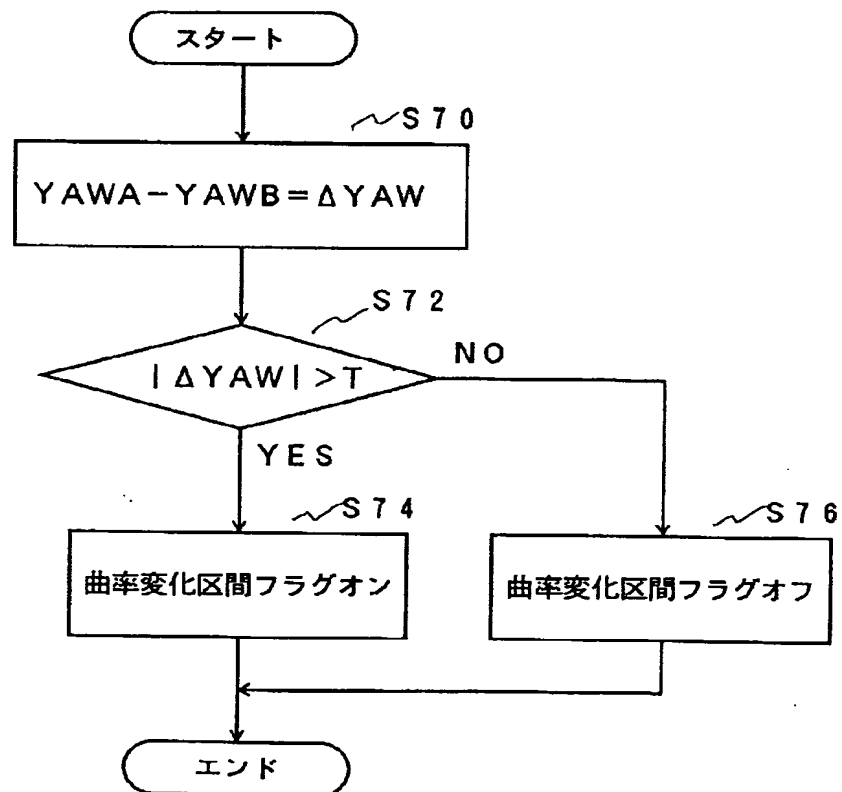 スタート
S70
YAWA-YAWB=ΔYAW
S72
|ΔYAW|>T
NO
YES
S74
曲率変化区間フラグオン
S76
曲率変化区間フラグオフ
エンド